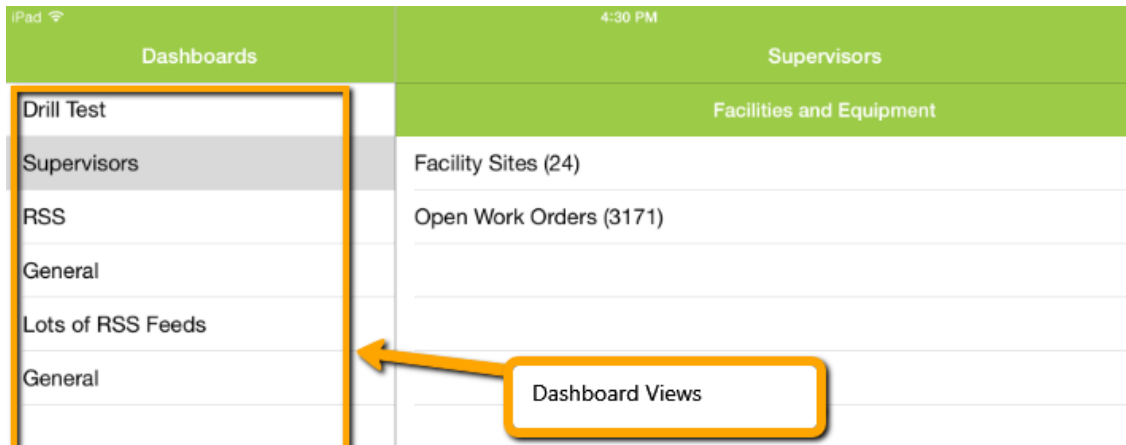 iPad 4:30 PM
Dashboards
Supervisors
Drill Test
Supervisors
RSS
General
Lots of RSS Feeds
General
Facilities and Equipment
Facility Sites (24)
Open Work Orders (3171)
Dashboard Views